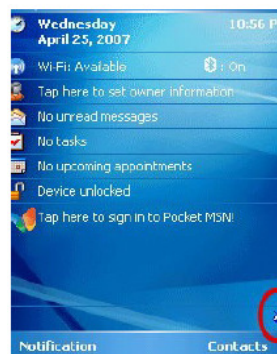 Wednesday 10:56 P
April 25, 2007
Wi-Fi: Available : On
Tap here to set owner information
No unread messages
No tasks
No upcoming appointments
Device unlocked
Tap here to sign in to Pocket MSN!
Notification Contacts